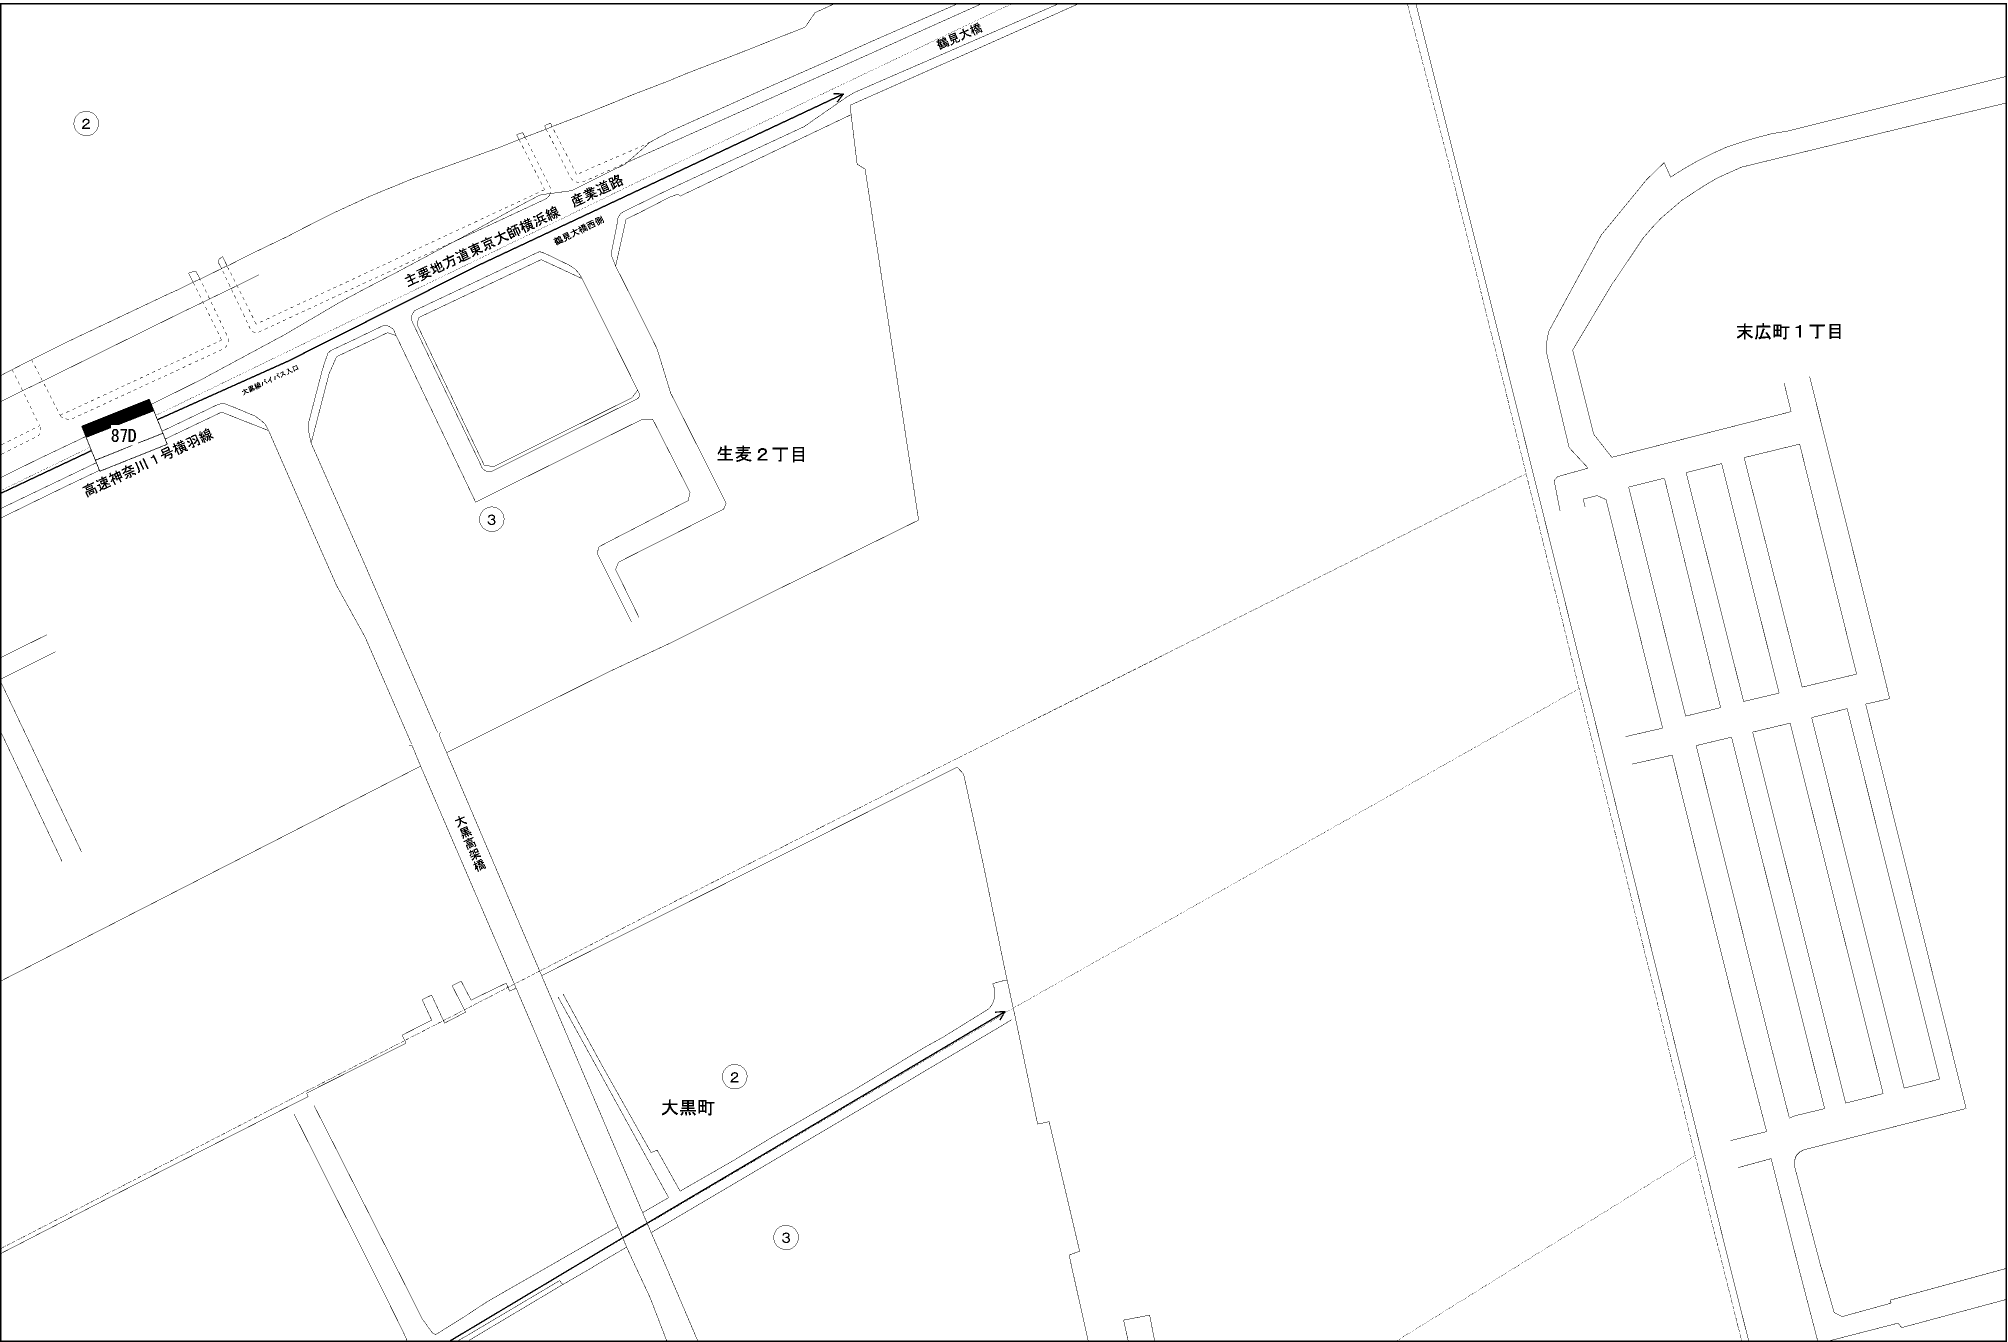 鶴見大橋
②
主要地方道東京大師横浜線　産業道路
鶴見大橋西側
末広町１丁目
大黒線バイパス入口
87D
高速神奈川１号横羽線
生麦２丁目
③
大黒高架橋
②
大黒町
③